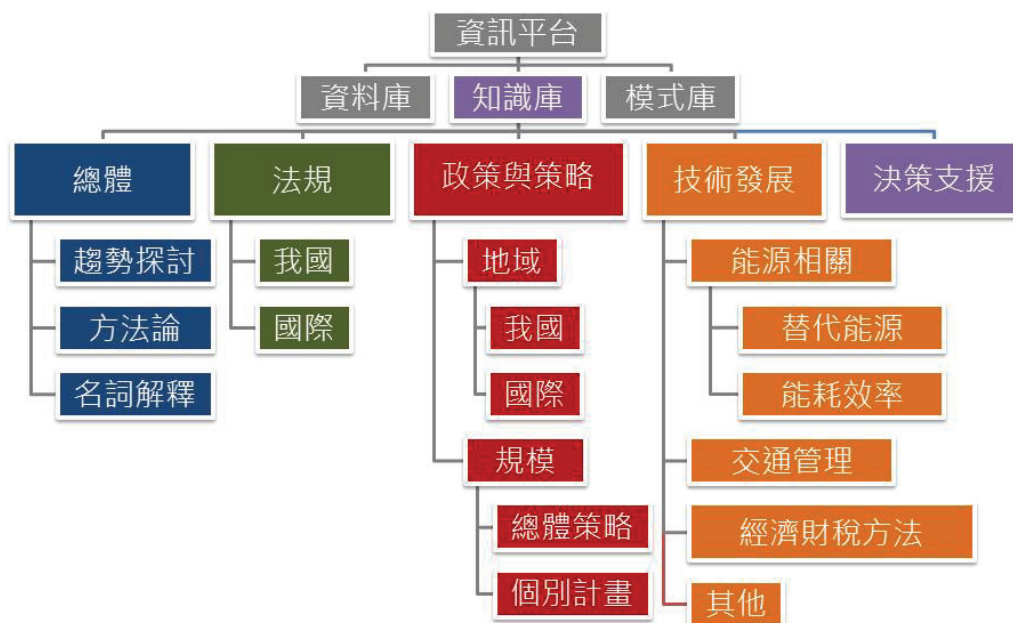 資訊平台
資料庫
知識庫
模式庫
總體
法規
政策與策略
技術發展
決策支援
趨勢探討
方法論
名詞解釋
我國
國際
地域
我國
國際
規模
總體策略
個別計畫
能源相關
替代能源
能耗效率
交通管理
經濟財稅方法
其他